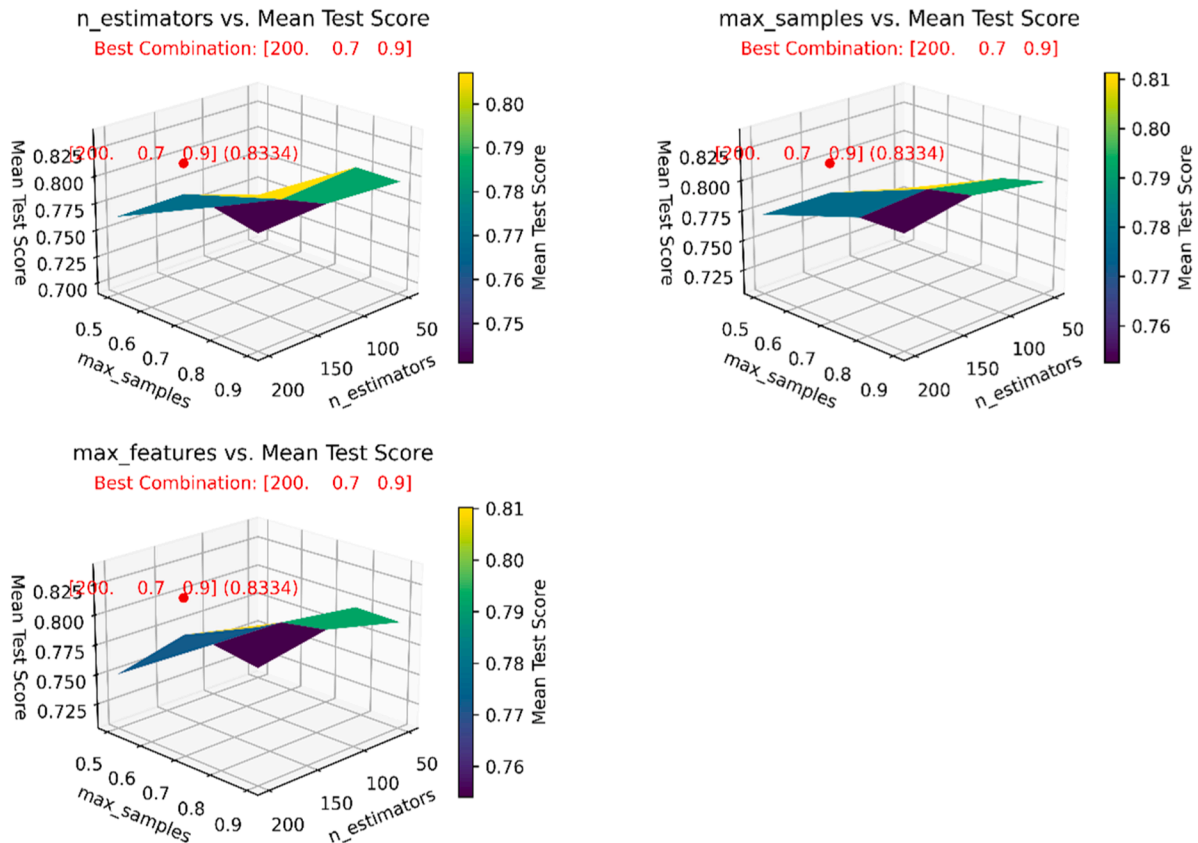 n_estimators vs. Mean Test Score
Best Combination: [200. 0.7 0.9]
[200. 0.7 0.9] (0.8334)
Mean Test Score
0.825
0.800
0.775
0.750
0.725
0.700
0.5
0.6
0.7
0.8
0.9
max_samples
50
100
150
200
n_estimators
0.80
0.79
0.78
0.77
0.76
0.75
Mean Test Score
max_samples vs. Mean Test Score
Best Combination: [200. 0.7 0.9]
[200. 0.7 0.9] (0.8334)
Mean Test Score
0.825
0.800
0.775
0.750
0.725
0.5
0.6
0.7
0.8
0.9
max_samples
50
100
150
200
n_estimators
0.81
0.80
0.79
0.78
0.77
0.76
Mean Test Score
max_features vs. Mean Test Score
Best Combination: [200. 0.7 0.9]
[200. 0.7 0.9] (0.8334)
Mean Test Score
0.825
0.800
0.775
0.750
0.725
0.5
0.6
0.7
0.8
0.9
max_samples
50
100
150
200
n_estimators
0.81
0.80
0.79
0.78
0.77
0.76
Mean Test Score